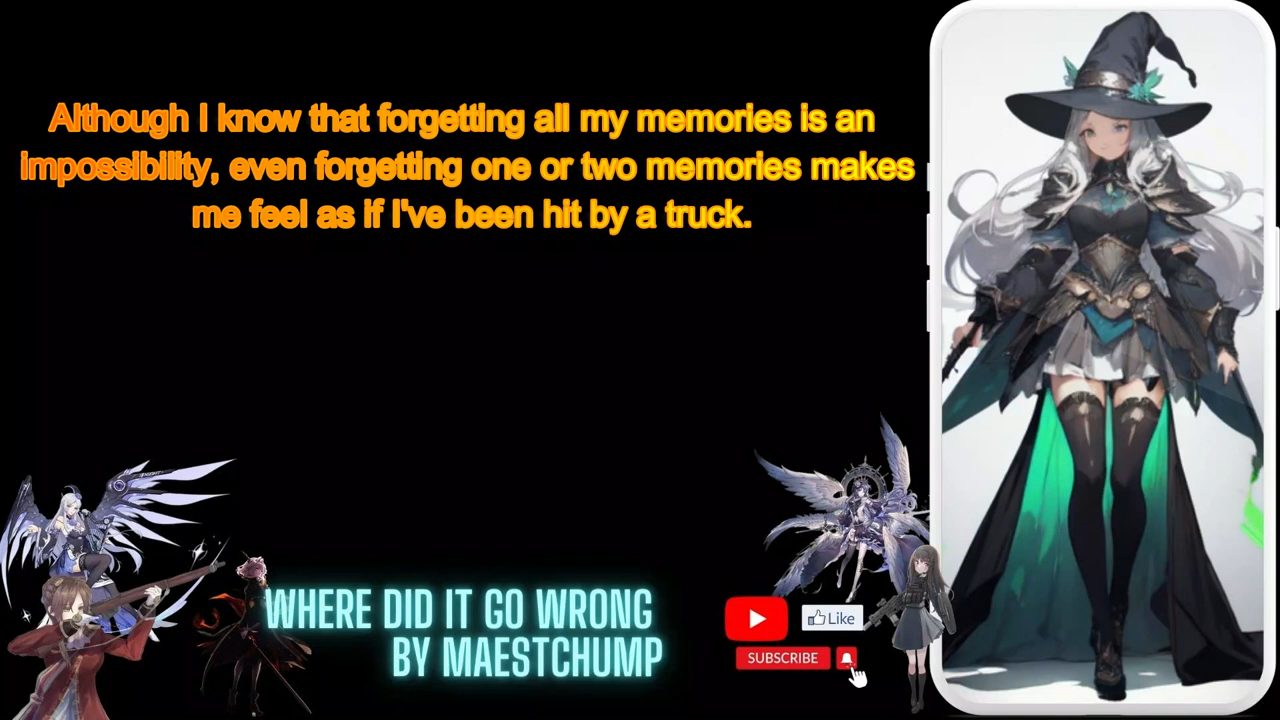 Although I know that forgetting all my memories is an
impossibility, even forgetting one or two memories makes
me feel as if I've been hit by a truck.
WHERE DID IT GO WRONG
BY MAESTCHUMP
Like
SUBSCRIBE